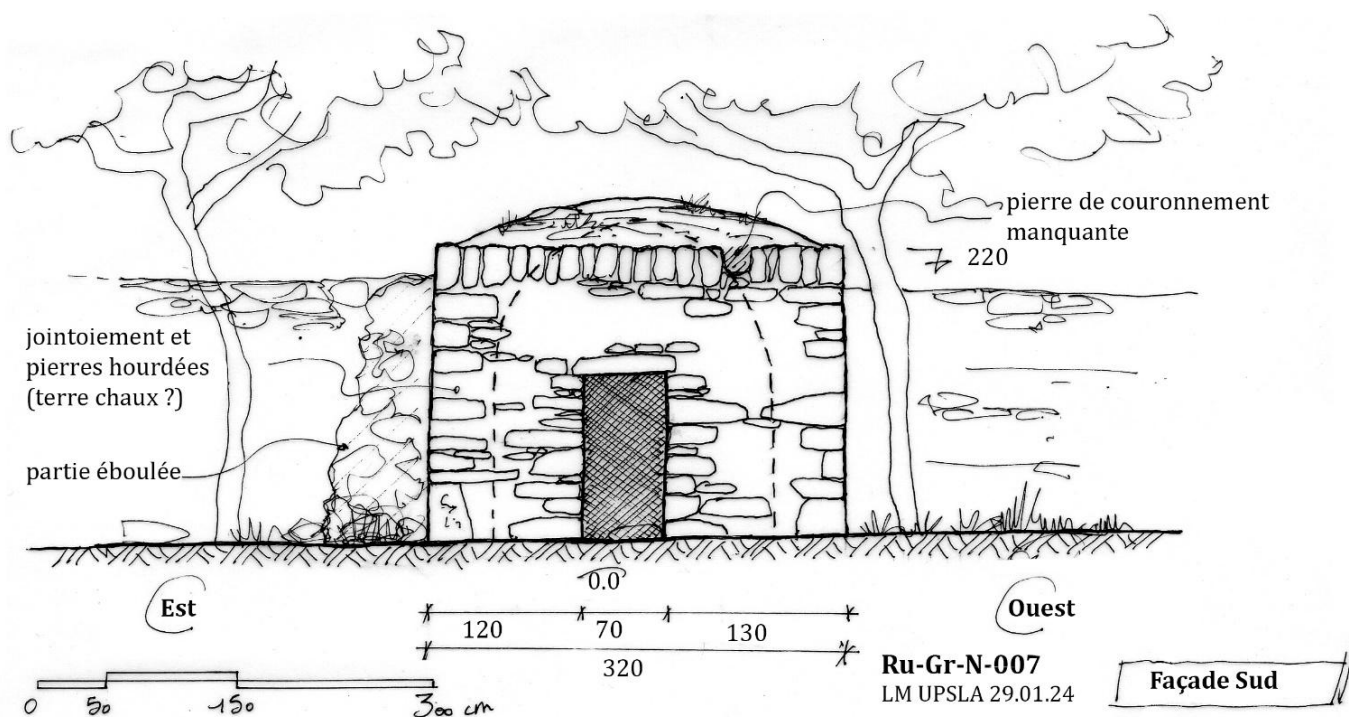 pierre de couronnement
manquante
220
jointoiement et
pierres hourdées
(terre chaux ?)
partie éboulée
0.0
Est
Ouest
120 70 130
320
Ru-Gr-N-007
LM UPSLA 29.01.24
Façade Sud
0 50 150 300 cm